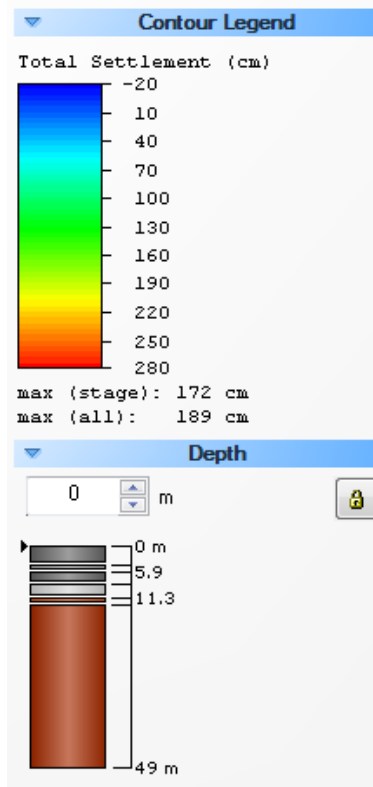 Contour Legend
Total Settlement (cm)
-20
10
40
70
100
130
160
190
220
250
280
max (stage): 172 cm
max (all): 189 cm
Depth
0 m
0 m
5.9
11.3
49 m